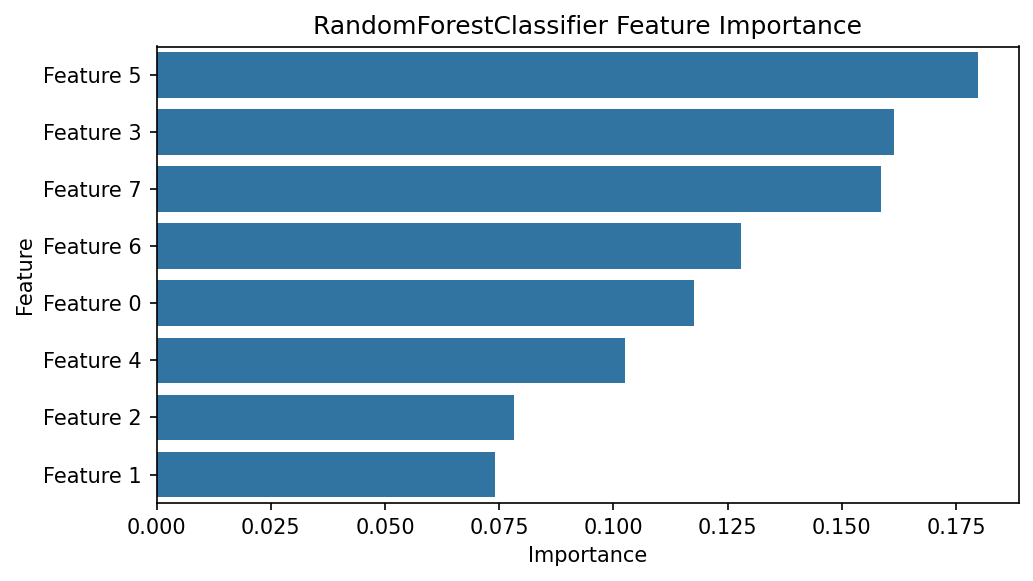 RandomForestClassifier Feature Importance
Feature
Feature 5
Feature 3
Feature 7
Feature 6
Feature 0
Feature 4
Feature 2
Feature 1
0.000 0.025 0.050 0.075 0.100 0.125 0.150 0.175
Importance